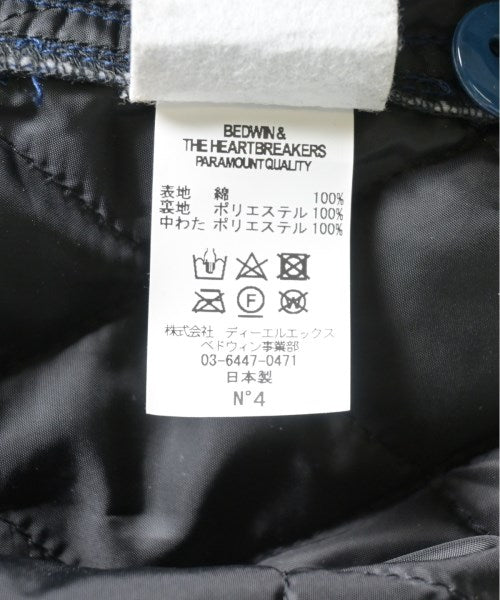 BEDWIN &
THE HEARTBREAKERS
PARAMOUNT QUALITY
表地 綿 100%
裏地 ポリエステル 100%
中わた ポリエステル 100%
F W
株式会社 ディーエルエックス
ベドウィン事業部
03-6447-0471
日本製
N°4